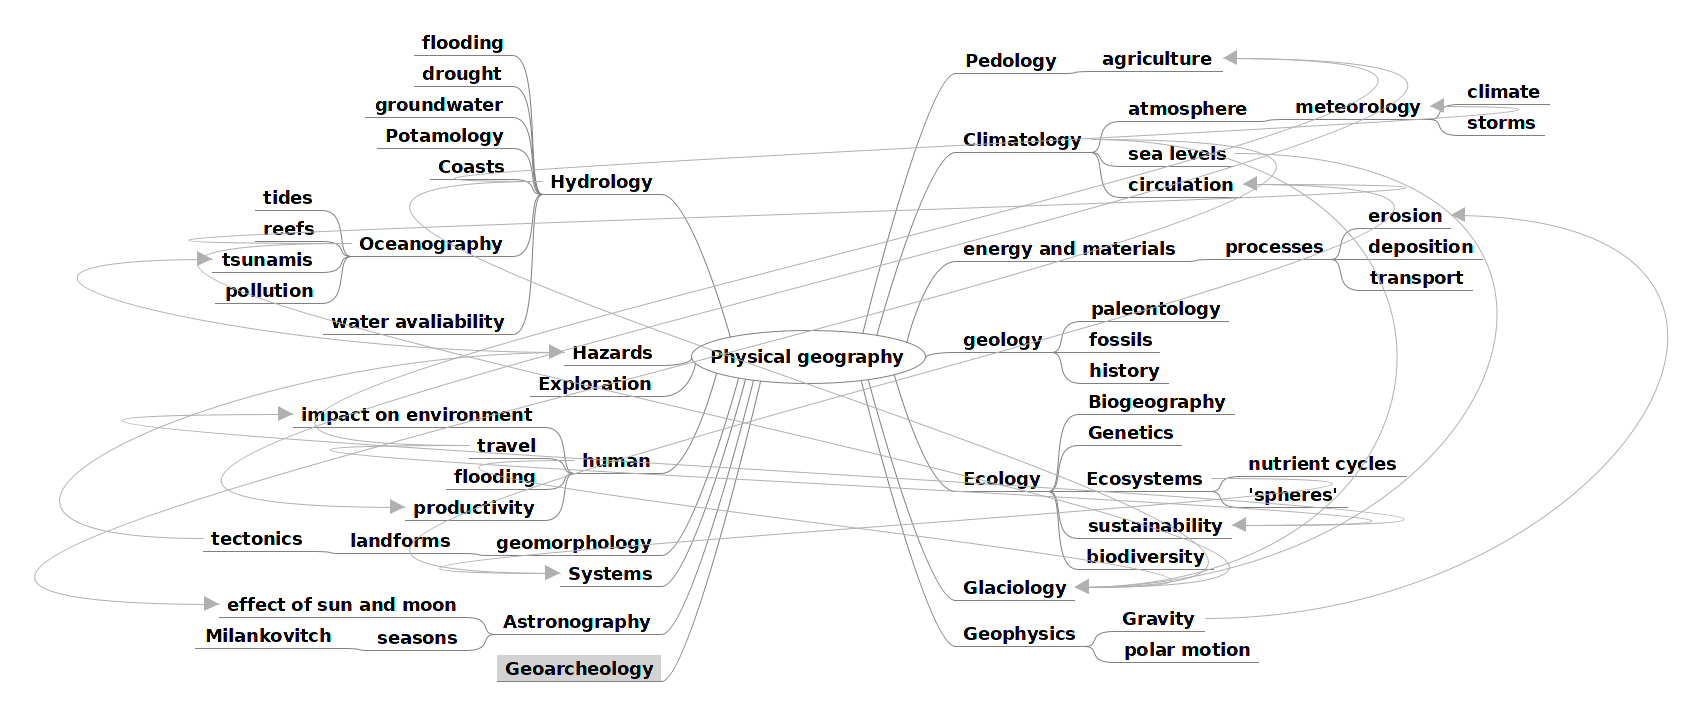 flooding
drought
groundwater
Potamology
Coasts
Hydrology
tides
reefs
Oceanography
tsunamis
pollution
water avaliability
Hazards
Exploration
impact on environment
travel
human
flooding
productivity
tectonics
landforms
geomorphology
Systems
effect of sun and moon
Astronography
Milankovitch
seasons
Geoarcheology
Physical geography
Pedology
agriculture
Climatology
atmosphere
meteorology
climate
storms
sea levels
circulation
energy and materials
processes
erosion
deposition
transport
geology
paleontology
fossils
history
Ecology
Biogeography
Genetics
Ecosystems
nutrient cycles
'spheres'
sustainability
biodiversity
Glaciology
Geophysics
Gravity
polar motion